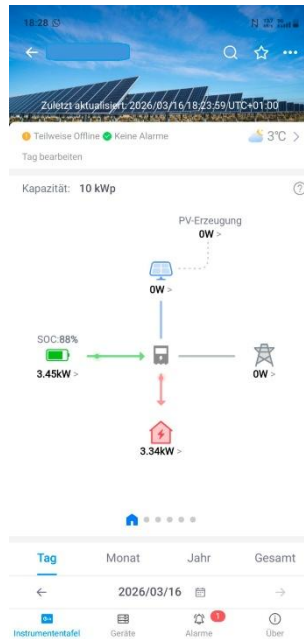 18:28
Zuletzt aktualisiert: 2026/03/16 18:23:59 UTC+01:00
Teilweise Offline Keine Alarme
3°C >
Tag bearbeiten
Kapazität: 10 kWp
PV-Erzeugung
0W >
0W >
SOC:88%
3.45kW >
0W >
3.34kW >
Tag Monat Jahr Gesamt
2026/03/16
1
Instrumententafel Geräte Alarme Über